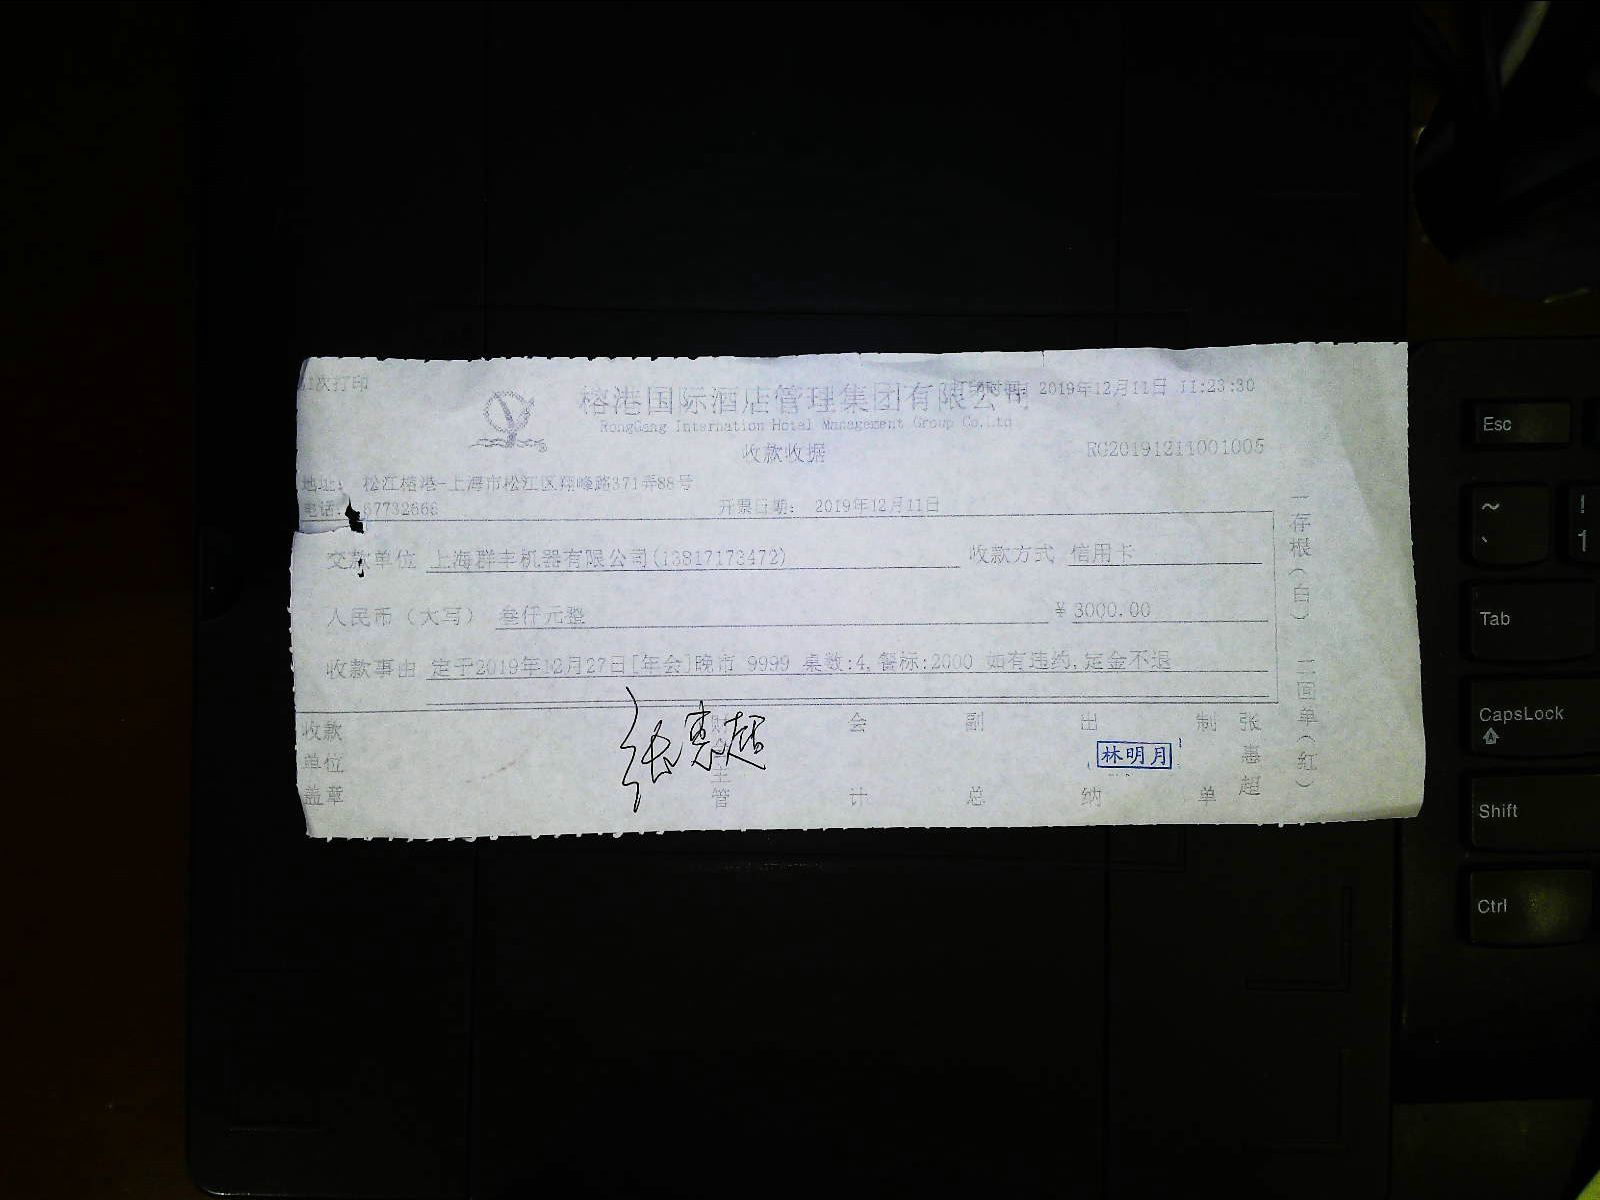 次打印
榕港国际酒店管理集团有限公司
2019年12月11日 11:23:30
RongGang Internation Hotel Management Group Co.Ltd
收款收据
RC20191211001005
地址: 松江榕港-上海市松江区翔峰路371弄88号
电话: 67732666 开票日期: 2019年12月11日
交款单位 上海群丰机器有限公司(13817173472) 收款方式 信用卡
人民币（大写） 叁仟元整 ¥ 3000.00
收款事由 定于2019年12月27日[年会]晚市 9999 桌数:4,餐标:2000 如有违约,定金不退
收款单位盖章
张惠超
主管
会计
副总
出纳
林明月
制单
张惠超
一存根（白） 二回单（红）
Esc
~
`
!
1
Tab
CapsLock
Shift
Ctrl